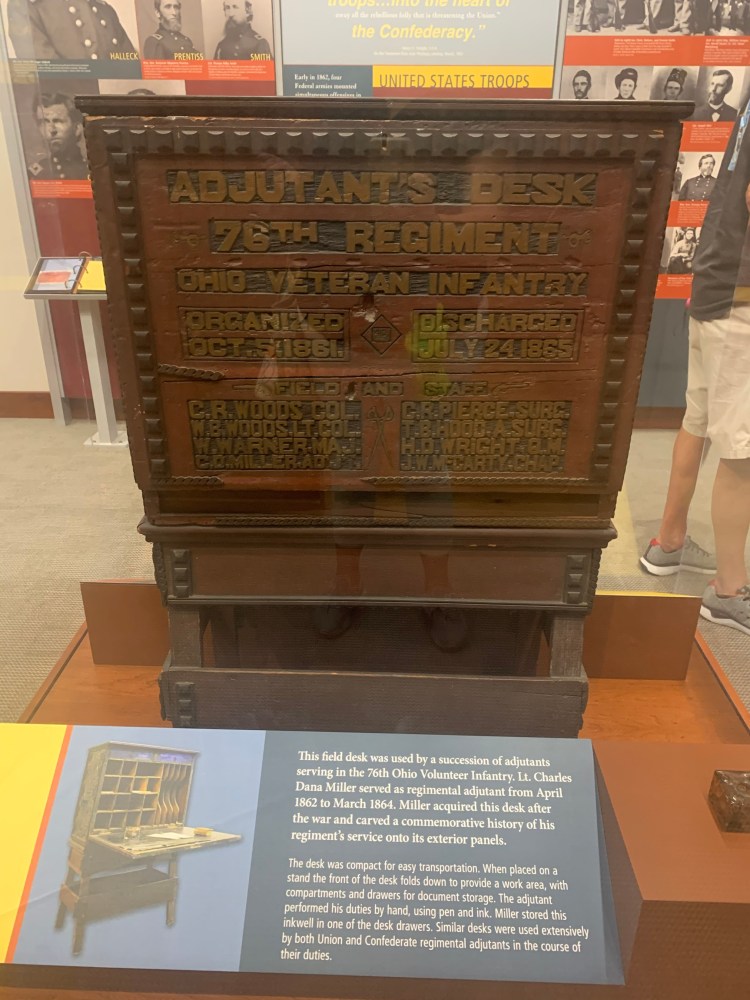 HALLECK
PRENTISS
SMITH
troops...into the heart of
the Confederacy."
Early in 1862, four
Federal armies mounted
simultaneous offensives in
UNITED STATES TROOPS
ADJUTANT'S DESK
76TH REGIMENT
OHIO VETERAN INFANTRY
ORGANIZED
OCT. 5. 1861.
DISCHARGED
JULY 24 1865
FIELD AND STAFF
C.R. WOODS. COL.
W.B. WOODS. LT. COL.
W. WARNER. MAJ.
C.D. MILLER. ADJT.
C.R. PIERCE. SURG.
T.B. HOOD. A. SURG.
H.D. WRIGHT. Q.M.
J.W. McCARTY. CHAP.
This field desk was used by a succession of adjutants
serving in the 76th Ohio Volunteer Infantry. Lt. Charles
Dana Miller served as regimental adjutant from April
1862 to March 1864. Miller acquired this desk after
the war and carved a commemorative history of his
regiment's service onto its exterior panels.
The desk was compact for easy transportation. When placed on a
stand the front of the desk folds down to provide a work area, with
compartments and drawers for document storage. The adjutant
performed his duties by hand, using pen and ink. Miller stored this
inkwell in one of the desk drawers. Similar desks were used extensively
by both Union and Confederate regimental adjutants in the course of
their duties.